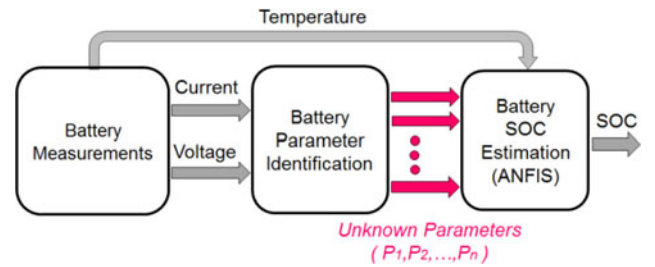 Temperature
Battery
Measurements
Current
Voltage
Battery
Parameter
Identification
Battery
SOC
Estimation
(ANFIS)
SOC
Unknown Parameters
( P1,P2,...,Pn )